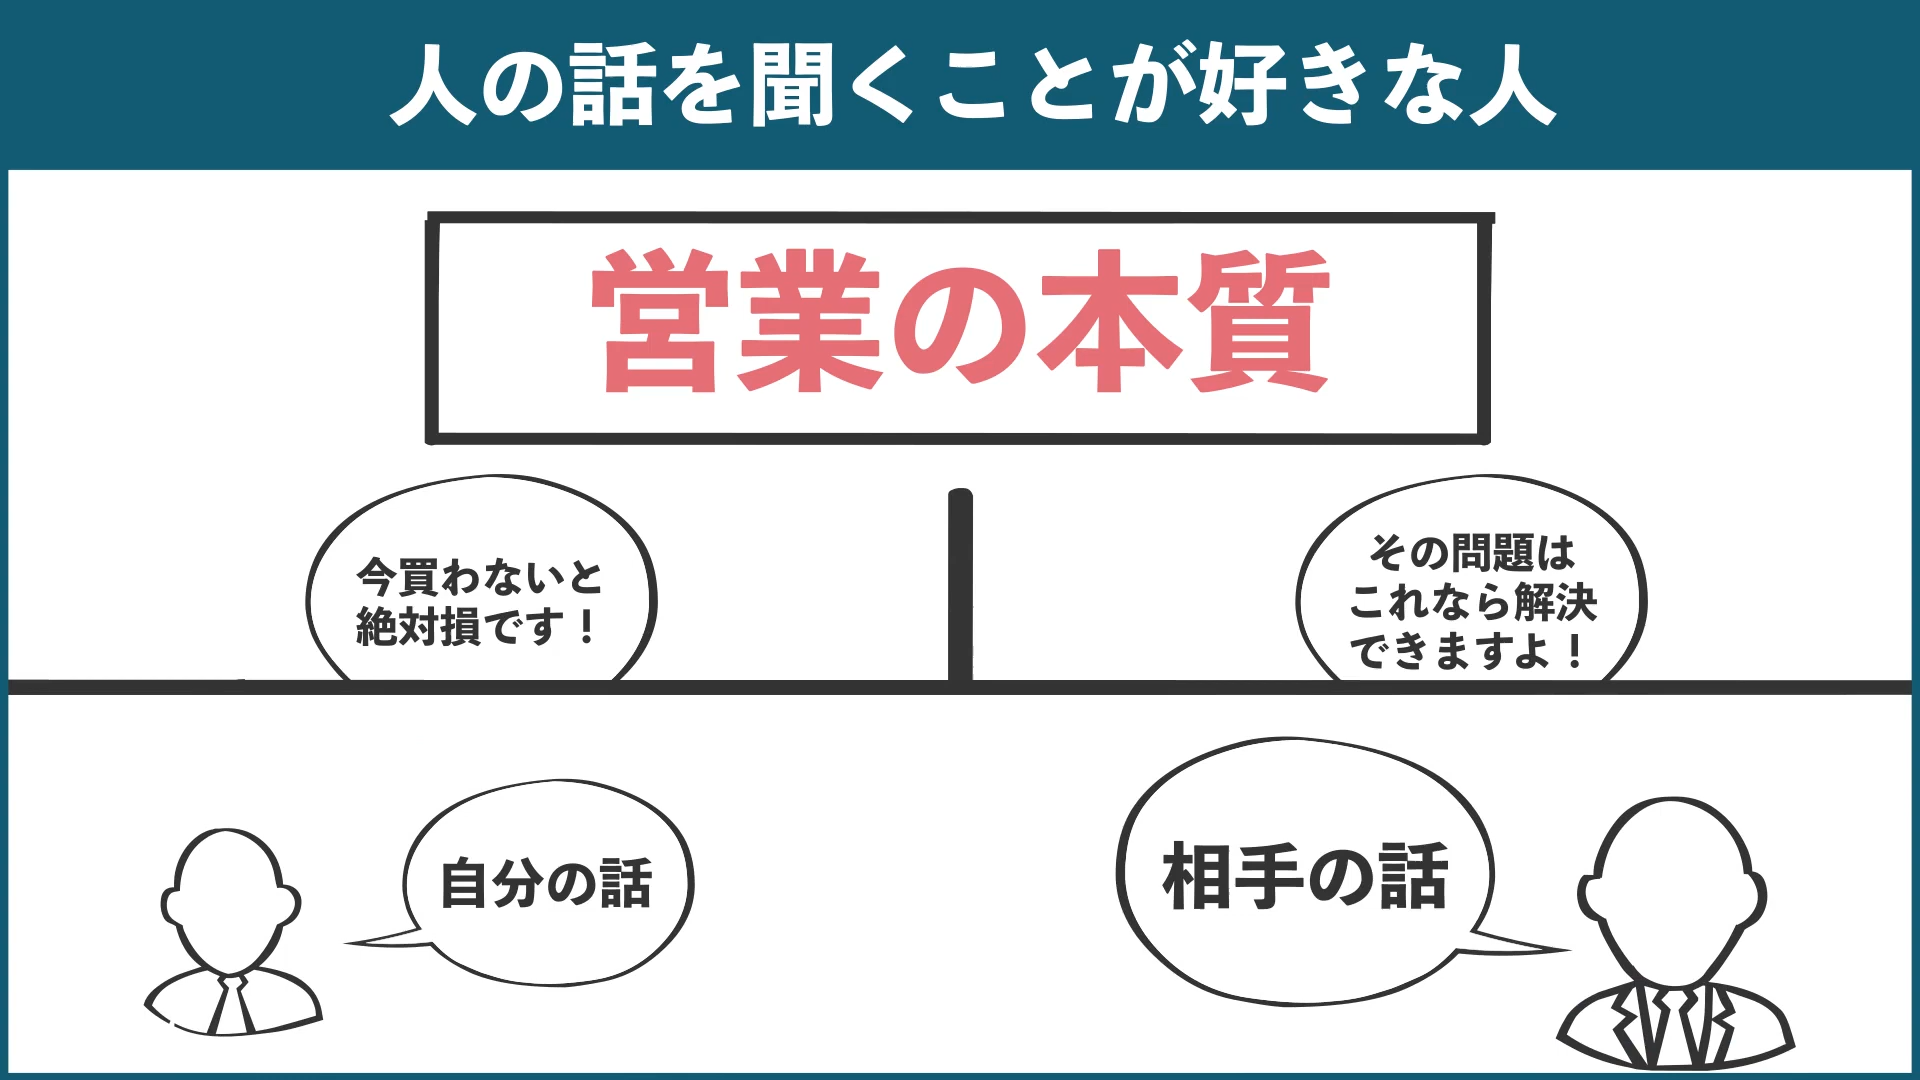 人の話を聞くことが好きな人
営業の本質
今買わないと
絶対損です！
その問題は
これなら解決
できますよ！
自分の話
相手の話